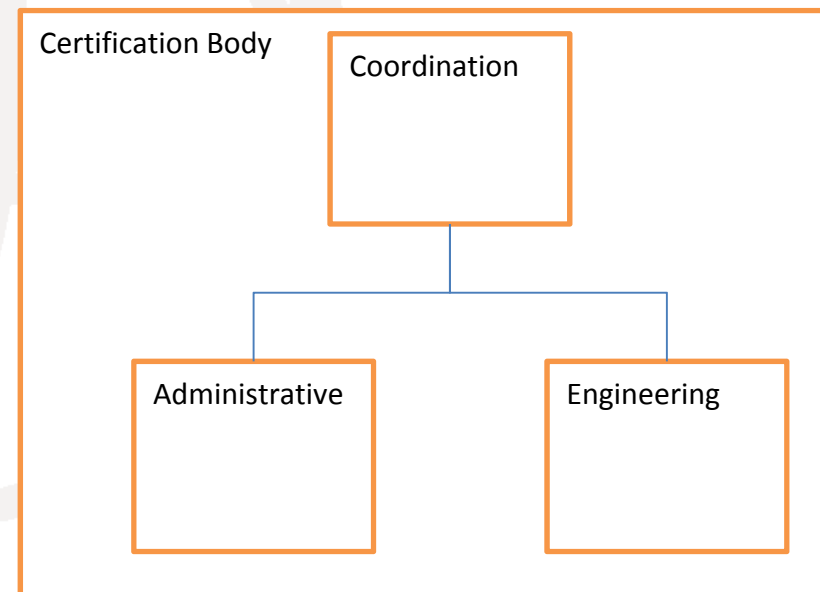 Certification Body
Coordination
Administrative
Engineering